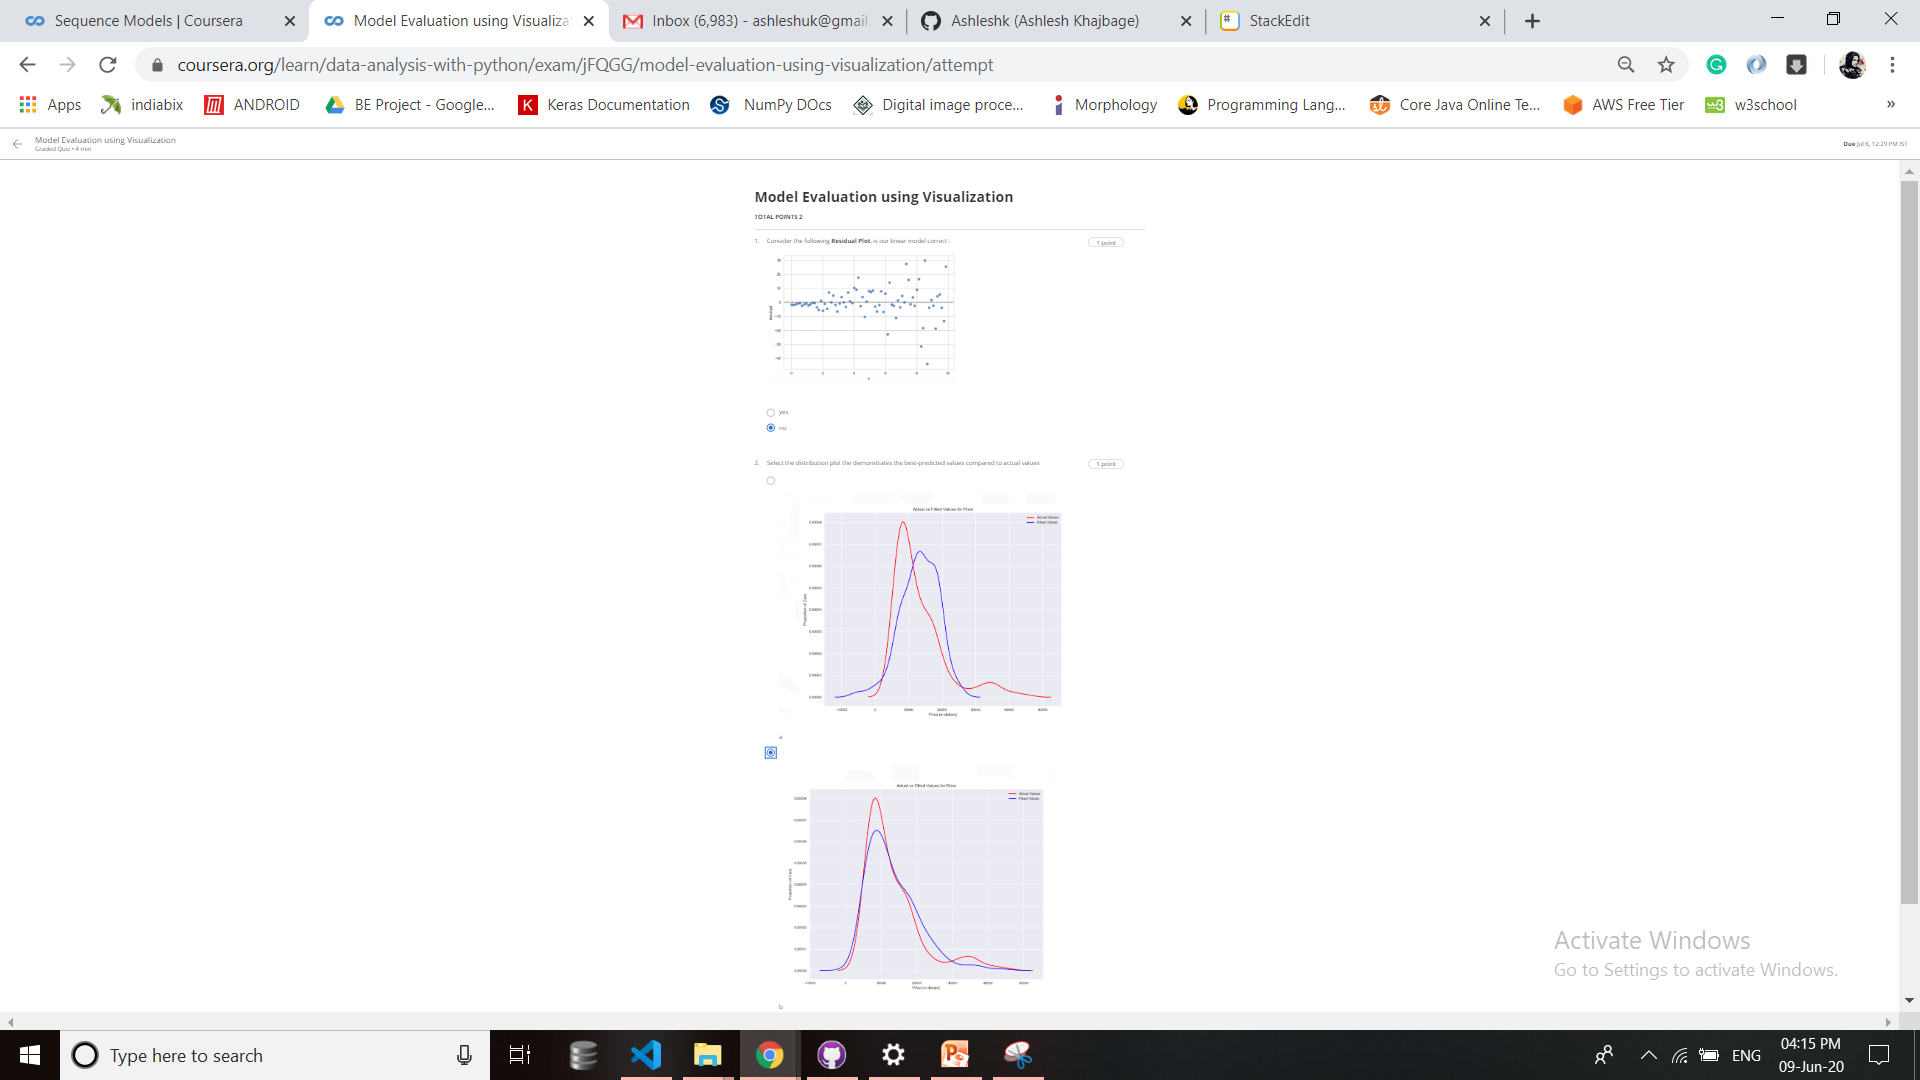 Sequence Models | Coursera
Model Evaluation using Visualiza
Inbox (6,983) - ashleshuk@gmail.
Ashleshk (Ashlesh Khajbage)
StackEdit
coursera.org/learn/data-analysis-with-python/exam/jFQGG/model-evaluation-using-visualization/attempt
Apps
indiabix
ANDROID
BE Project - Google...
Keras Documentation
NumPy DOcs
Digital image proce...
Morphology
Programming Lang...
Core Java Online Te...
AWS Free Tier
w3school
»
Model Evaluation using Visualization
Graded Quiz • 4 min
Due Jul 6, 12:29 PM IST
Model Evaluation using Visualization
TOTAL POINTS 2
1. Consider the following Residual Plot, is our linear model correct :
1 point
residual
yes
no
2. Select the distribution plot the demonstrates the best-predicted values compared to actual values
1 point
Actual vs Fitted Values for Price
Actual Values
Fitted Values
Proportion of Cars
Price (in dollars)
a
Actual vs Fitted Values for Price
Actual Values
Fitted Values
Proportion of Cars
Price (in dollars)
b
Activate Windows
Go to Settings to activate Windows.
Type here to search
ENG
04:15 PM
09-Jun-20